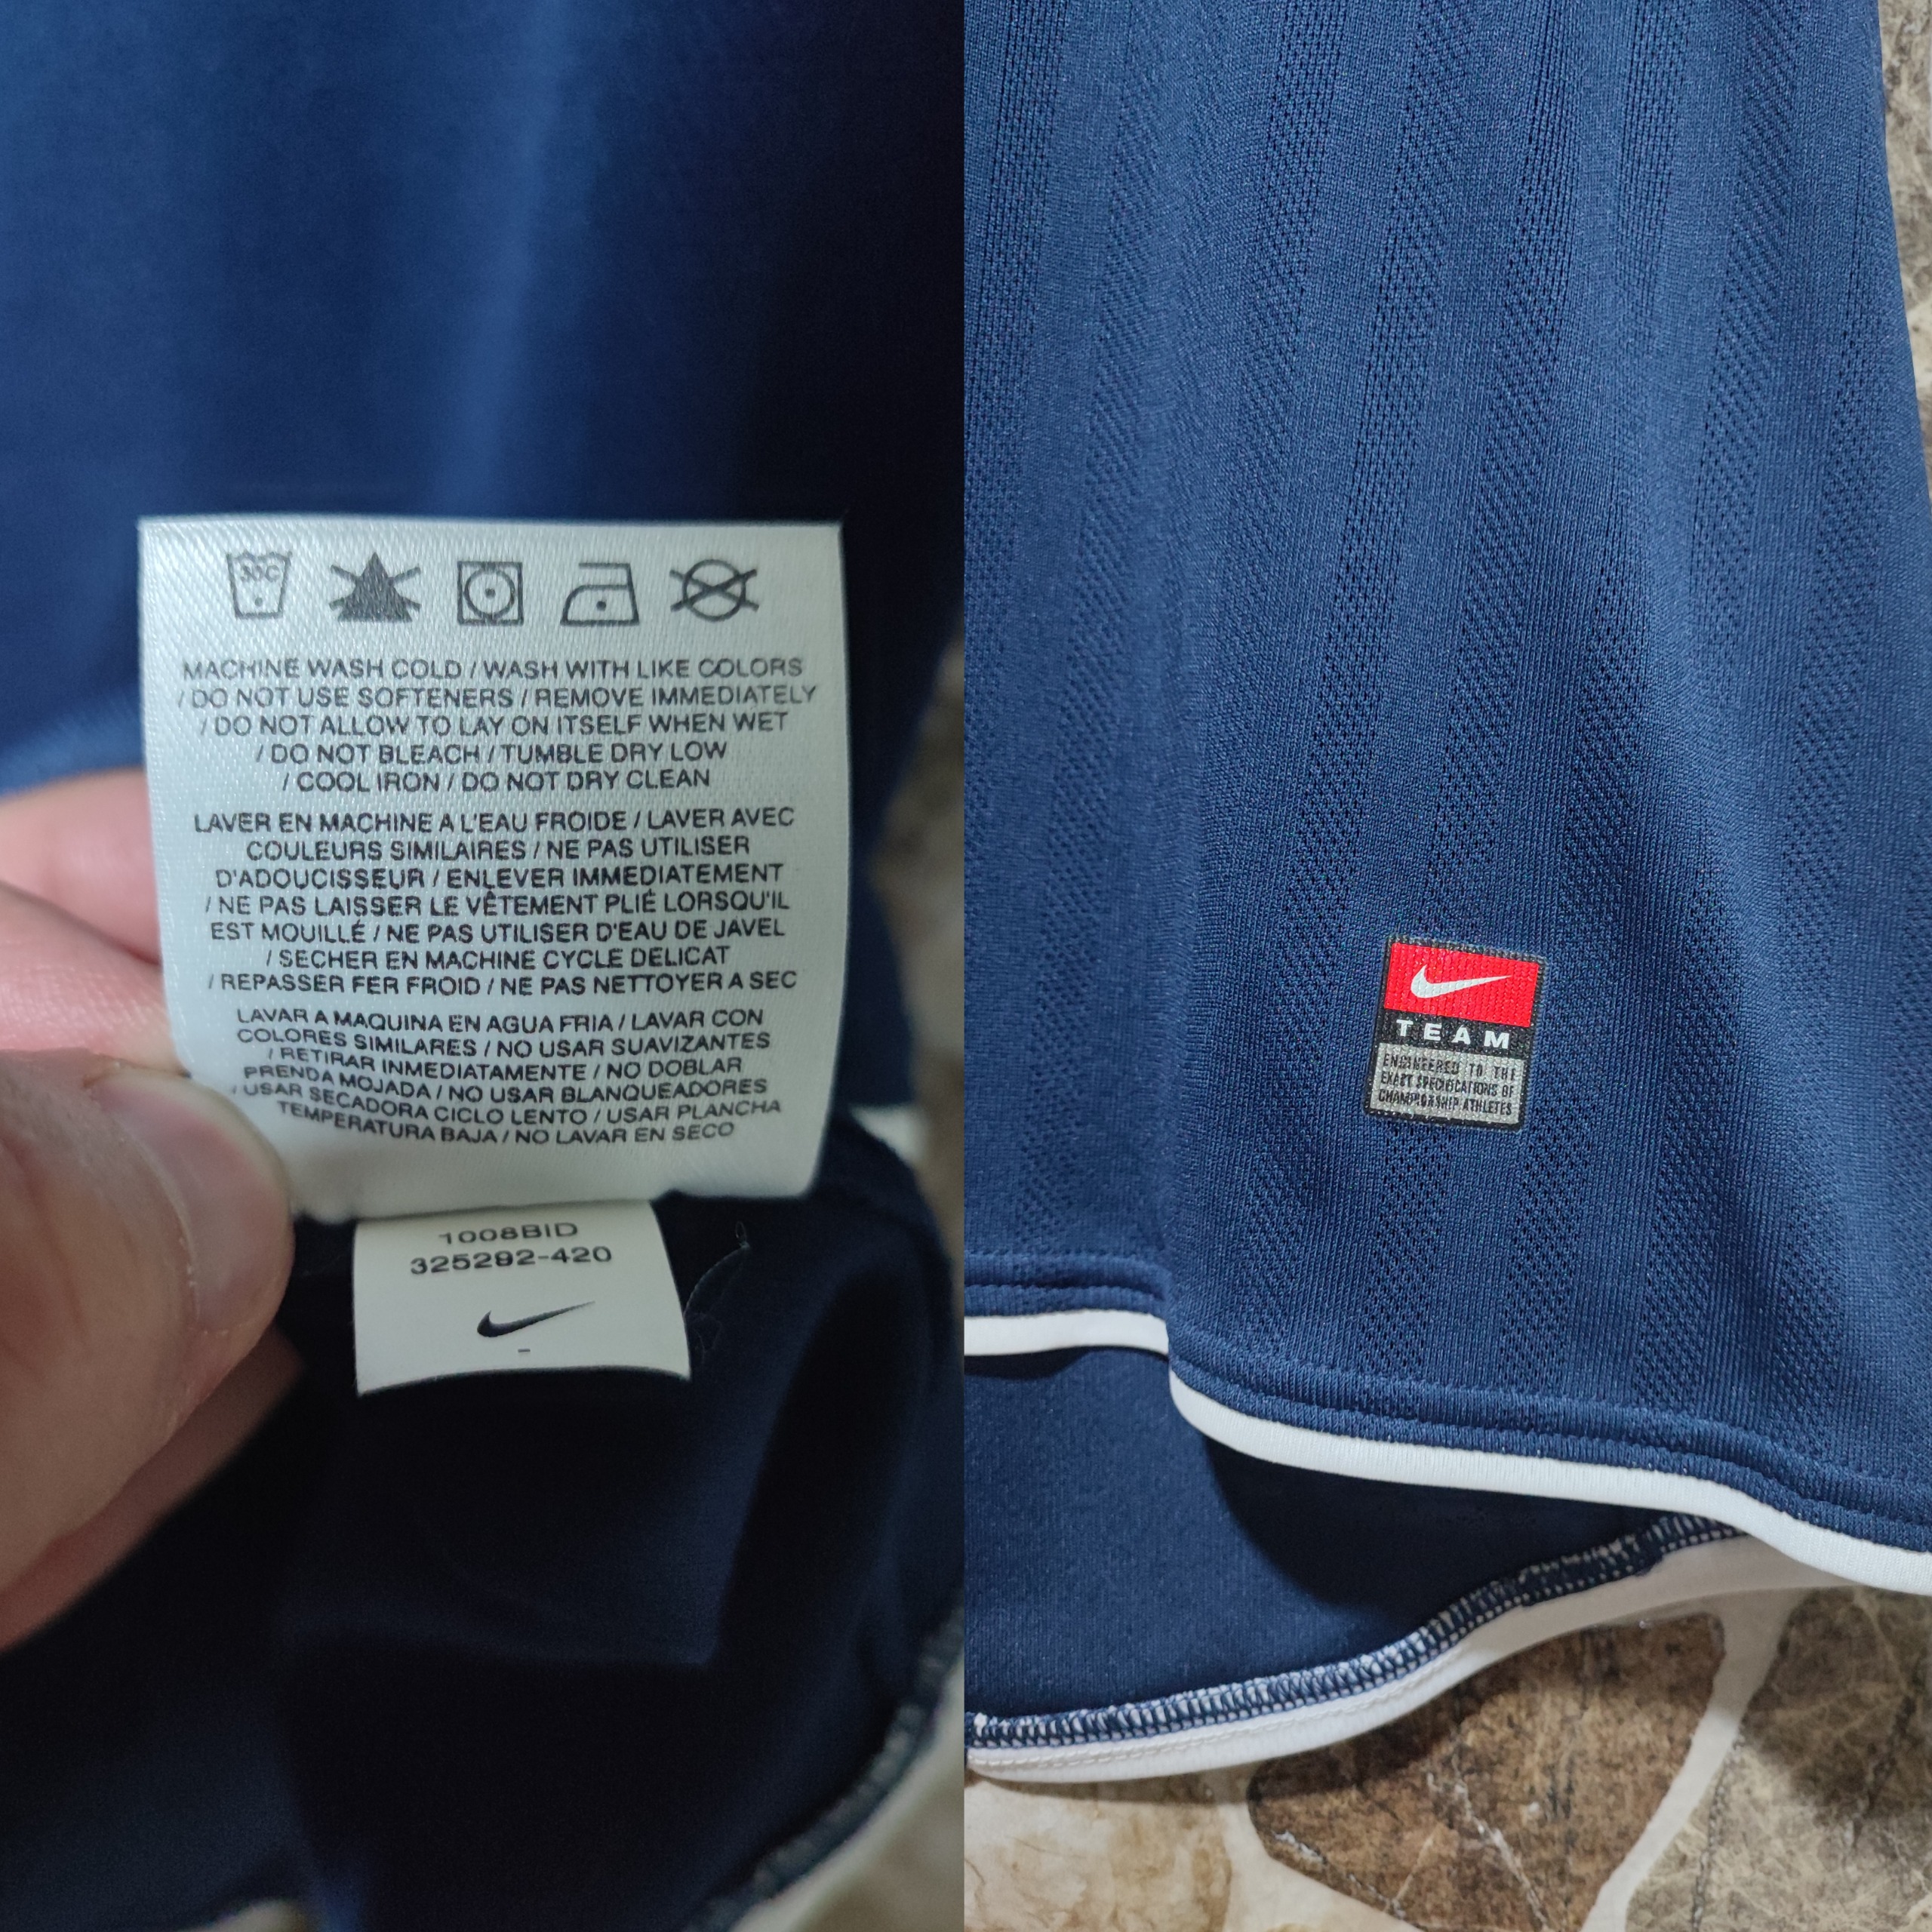 30C
MACHINE WASH COLD / WASH WITH LIKE COLORS
/ DO NOT USE SOFTENERS / REMOVE IMMEDIATELY
/ DO NOT ALLOW TO LAY ON ITSELF WHEN WET
/ DO NOT BLEACH / TUMBLE DRY LOW
/ COOL IRON / DO NOT DRY CLEAN
LAVER EN MACHINE A L'EAU FROIDE / LAVER AVEC
COULEURS SIMILAIRES / NE PAS UTILISER
D'ADOUCISSEUR / ENLEVER IMMEDIATEMENT
/ NE PAS LAISSER LE VÊTEMENT PLIÉ LORSQU'IL
EST MOUILLÉ / NE PAS UTILISER D'EAU DE JAVEL
/ SECHER EN MACHINE CYCLE DELICAT
/ REPASSER FER FROID / NE PAS NETTOYER A SEC
LAVAR A MAQUINA EN AGUA FRIA / LAVAR CON
COLORES SIMILARES / NO USAR SUAVIZANTES
/ RETIRAR INMEDIATAMENTE / NO DOBLAR
PRENDA MOJADA / NO USAR BLANQUEADORES
/ USAR SECADORA CICLO LENTO / USAR PLANCHA
TEMPERATURA BAJA / NO LAVAR EN SECO
1008BID
325292-420
TEAM
ENGINEERED TO THE
EXACT SPECIFICATIONS OF
CHAMPIONSHIP ATHLETES